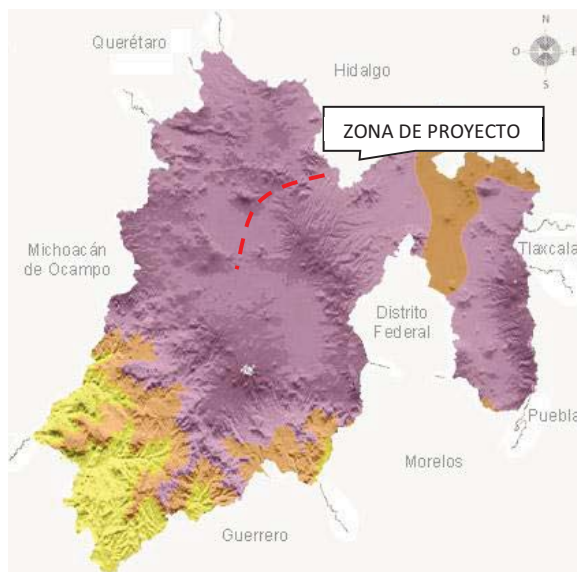 Querétaro
Hidalgo
N
O
E
S
ZONA DE PROYECTO
Michoacán
de Ocampo
Tlaxcala
Distrito
Federal
Puebla
Morelos
Guerrero